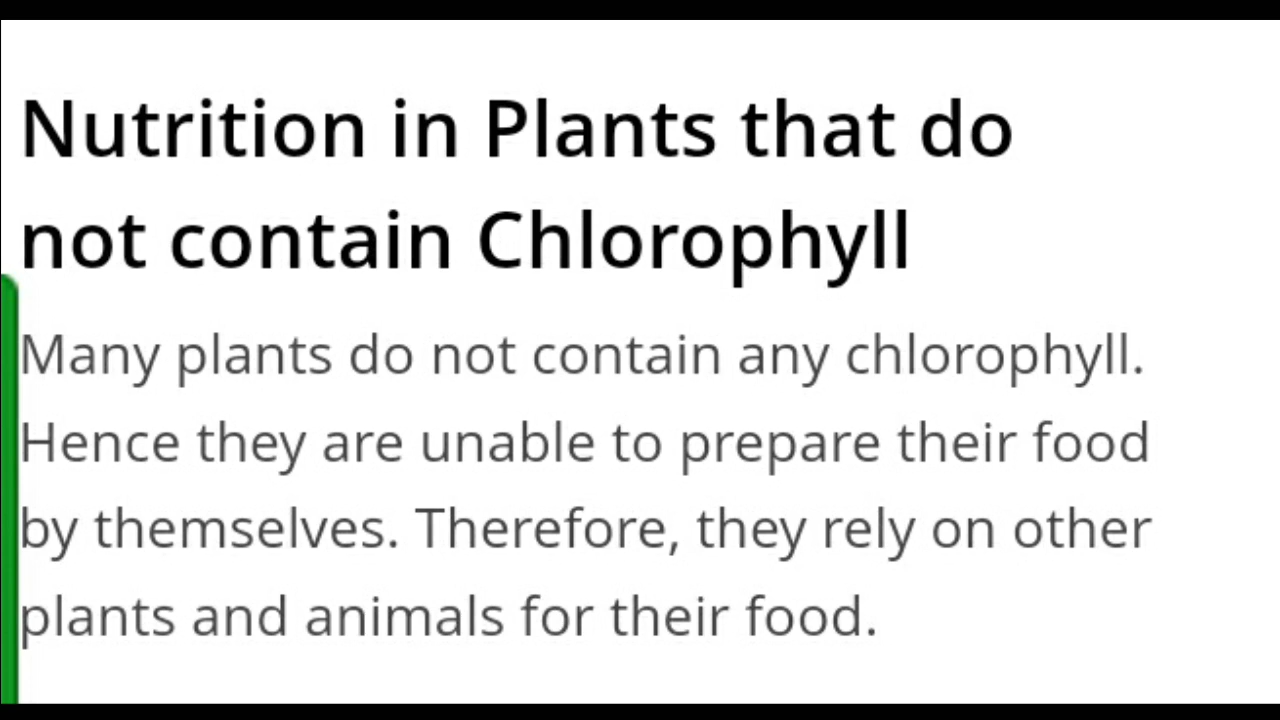 Nutrition in Plants that do
not contain Chlorophyll
Many plants do not contain any chlorophyll.
Hence they are unable to prepare their food
by themselves. Therefore, they rely on other
plants and animals for their food.